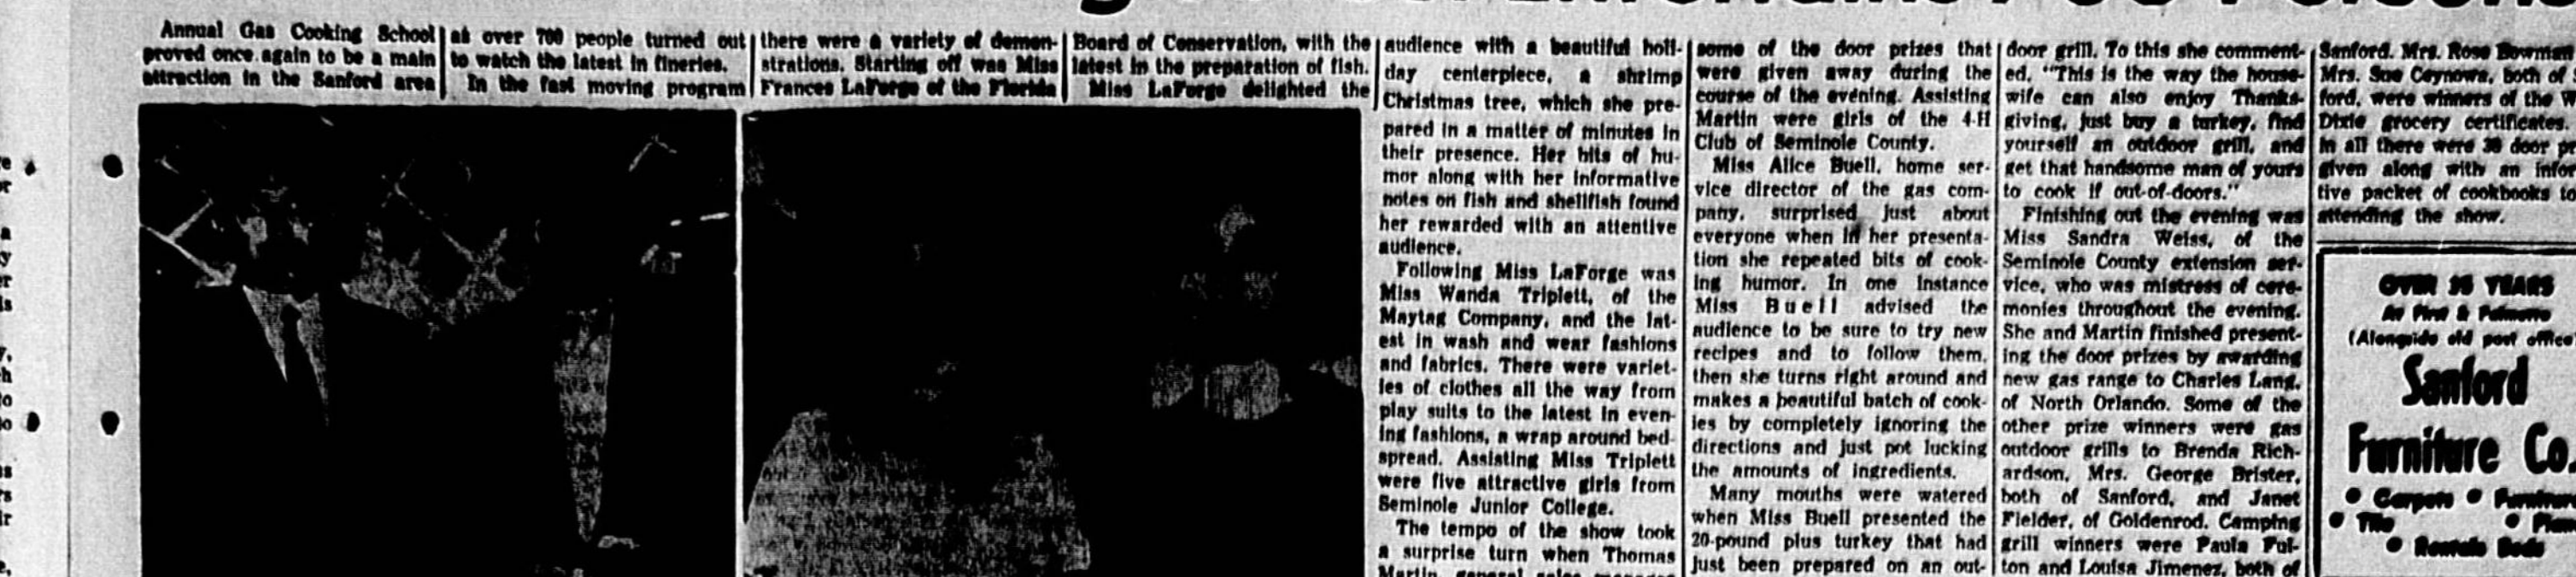 Annual Gas Cooking School
proved once again to be a main
attraction in the Sanford area
as over 700 people turned out
to watch the latest in fineries.
In the fast moving program
there were a variety of demon-
strations. Starting off was Miss
Frances LaForge of the Florida
Board of Conservation, with the
latest in the preparation of fish.
Miss LaForge delighted the
audience with a beautiful holi-
day centerpiece, a shrimp
Christmas tree, which she pre-
pared in a matter of minutes in
their presence. Her bits of hu-
mor along with her informative
notes on fish and shellfish found
her rewarded with an attentive
audience.
Following Miss LaForge was
Miss Wanda Triplett, of the
Maytag Company, and the lat-
est in wash and wear fashions
and fabrics. There were variet-
ies of clothes all the way from
play suits to the latest in even-
ing fashions, a wrap around bed-
spread. Assisting Miss Triplett
were five attractive girls from
Seminole Junior College.
The tempo of the show took
a surprise turn when Thomas
Martin, general sales manager
some of the door prizes that
were given away during the
course of the evening. Assisting
Martin were girls of the 4-H
Club of Seminole County.
Miss Alice Buell, home ser-
vice director of the gas com-
pany, surprised just about
everyone when in her presenta-
tion she repeated bits of cook-
ing humor. In one instance
Miss Buell advised the
audience to be sure to try new
recipes and to follow them,
then she turns right around and
makes a beautiful batch of cook-
ies by completely ignoring the
directions and just pot lucking
the amounts of ingredients.
Many mouths were watered
when Miss Buell presented the
20-pound plus turkey that had
just been prepared on an out-
door grill. To this she comment-
ed, "This is the way the house-
wife can also enjoy Thanks-
giving, just buy a turkey, find
yourself an outdoor grill, and
get that handsome man of yours
to cook if out-of-doors."
Finishing out the evening was
Miss Sandra Weiss, of the
Seminole County extension ser-
vice, who was mistress of cere-
monies throughout the evening.
She and Martin finished present-
ing the door prizes by awarding
new gas range to Charles Lang,
of North Orlando. Some of the
other prize winners were gas
outdoor grills to Brenda Rich-
ardson, Mrs. George Brister,
both of Sanford, and Janet
Fielder, of Goldenrod. Camping
grill winners were Paula Ful-
ton and Louisa Jimenez, both of
Sanford. Mrs. Rose Bowman
Mrs. Sue Ceynowa, both of
ford, were winners of the W
Dixie grocery certificates.
In all there were 38 door pr
given along with an infor
tive packet of cookbooks to
attending the show.
OVER 25 YEARS
At First & Palmetto
(Alongside old post office
Sanford
Furniture Co.
• Carpets • Furniture
• Tile
• Rentals Beds